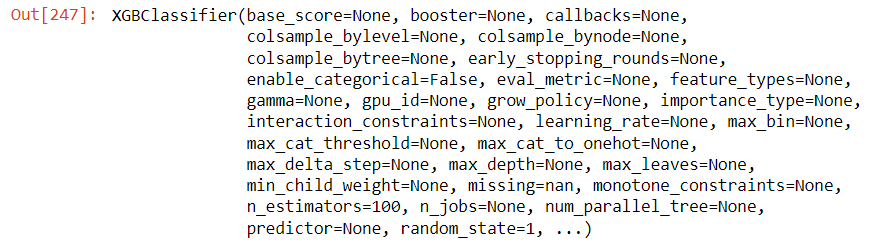 Out[247]: XGBClassifier(base_score=None, booster=None, callbacks=None,
colsample_bylevel=None, colsample_bynode=None,
colsample_bytree=None, early_stopping_rounds=None,
enable_categorical=False, eval_metric=None, feature_types=None,
gamma=None, gpu_id=None, grow_policy=None, importance_type=None,
interaction_constraints=None, learning_rate=None, max_bin=None,
max_cat_threshold=None, max_cat_to_onehot=None,
max_delta_step=None, max_depth=None, max_leaves=None,
min_child_weight=None, missing=nan, monotone_constraints=None,
n_estimators=100, n_jobs=None, num_parallel_tree=None,
predictor=None, random_state=1, ...)